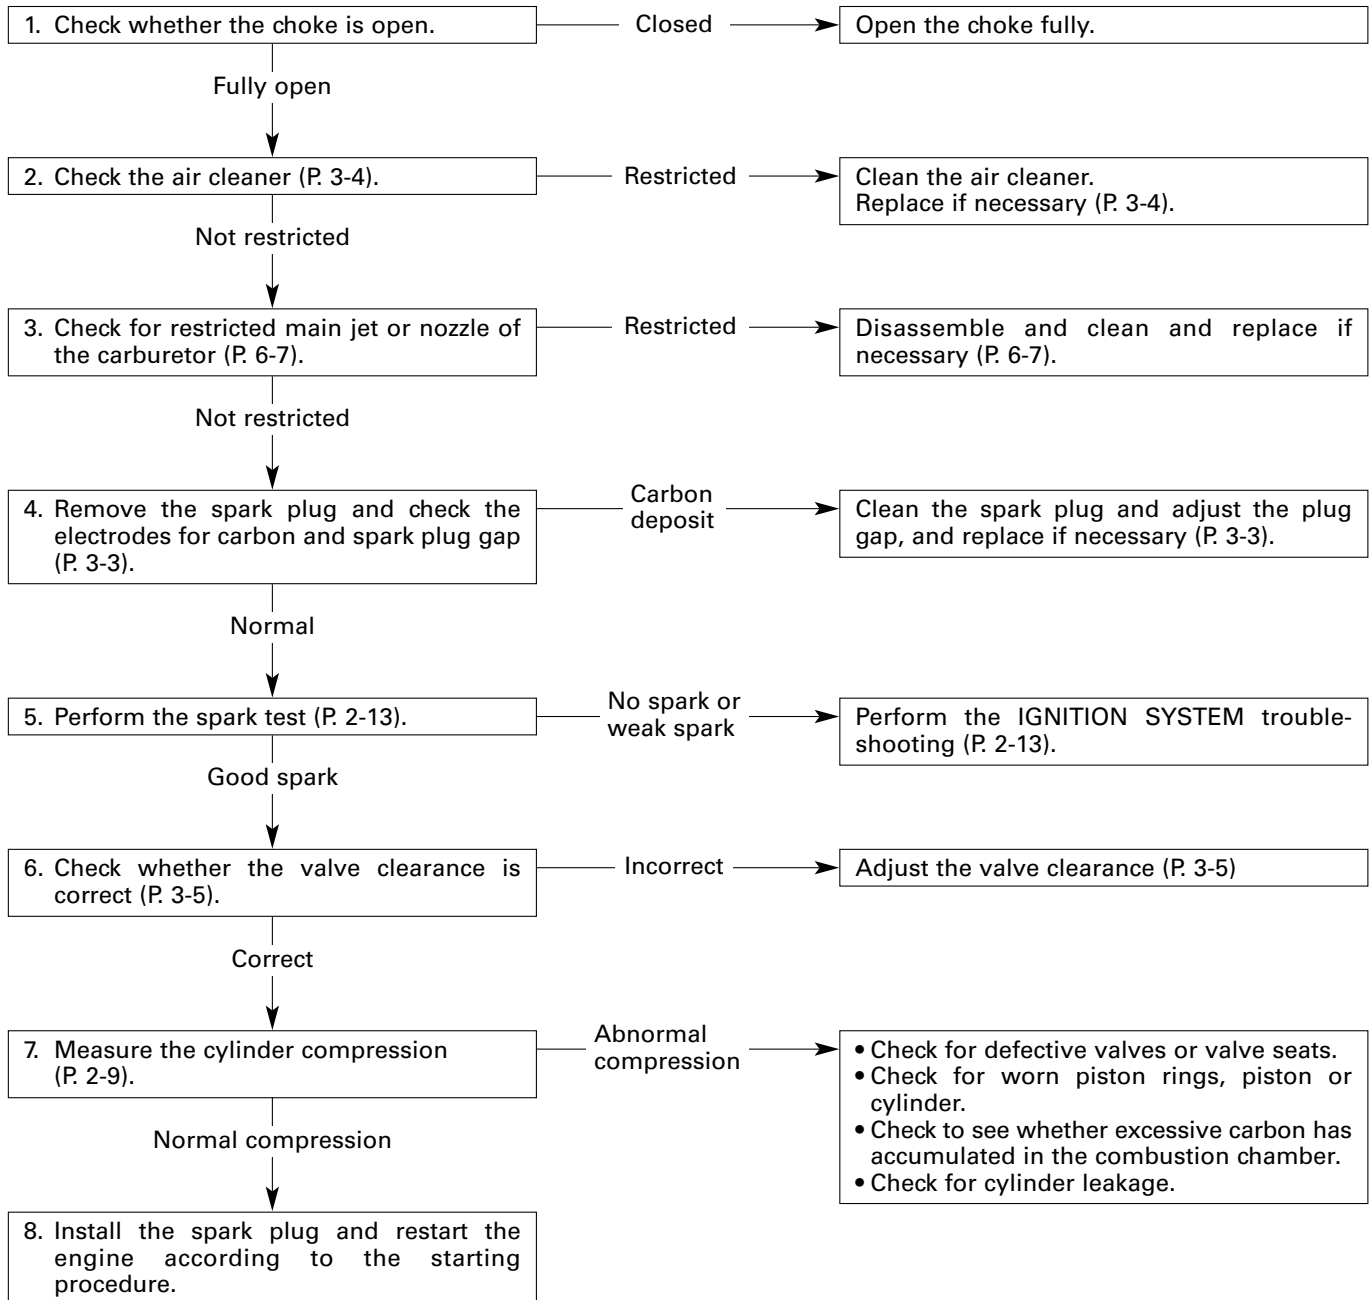 1. Check whether the choke is open.
Closed
Open the choke fully.
Fully open
2. Check the air cleaner (P. 3-4).
Restricted
Clean the air cleaner.
Replace if necessary (P. 3-4).
Not restricted
3. Check for restricted main jet or nozzle of
the carburetor (P. 6-7).
Restricted
Disassemble and clean and replace if
necessary (P. 6-7).
Not restricted
4. Remove the spark plug and check the
electrodes for carbon and spark plug gap
(P. 3-3).
Carbon
deposit
Clean the spark plug and adjust the plug
gap, and replace if necessary (P. 3-3).
Normal
5. Perform the spark test (P. 2-13).
No spark or
weak spark
Perform the IGNITION SYSTEM trouble-
shooting (P. 2-13).
Good spark
6. Check whether the valve clearance is
correct (P. 3-5).
Incorrect
Adjust the valve clearance (P. 3-5)
Correct
7. Measure the cylinder compression
(P. 2-9).
Abnormal
compression
• Check for defective valves or valve seats.
• Check for worn piston rings, piston or
cylinder.
• Check to see whether excessive carbon has
accumulated in the combustion chamber.
• Check for cylinder leakage.
Normal compression
8. Install the spark plug and restart the
engine according to the starting
procedure.